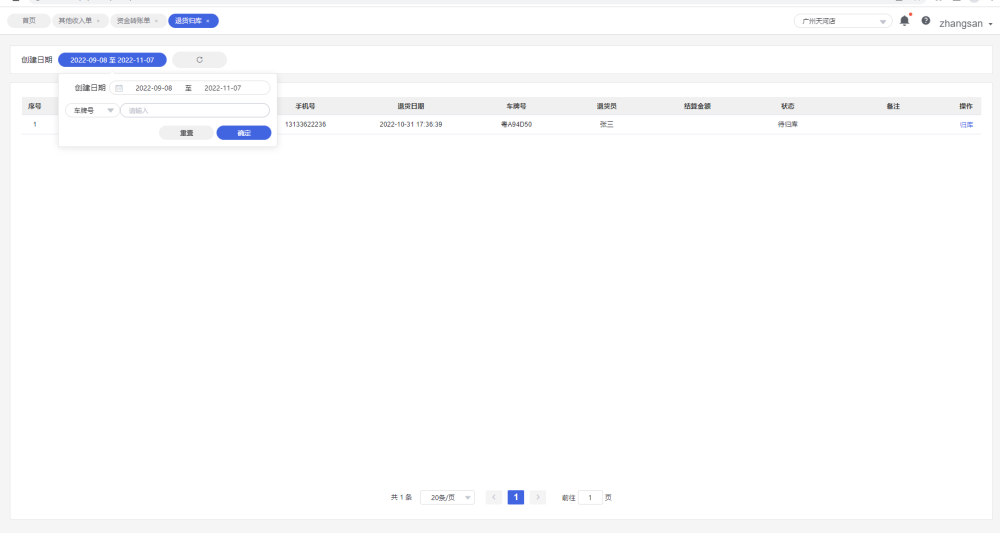 首页 其他收入单 × 资金转账单 × 退货归库 × 广州天河店 zhangsan
创建日期 2022-09-08 至 2022-11-07
创建日期 2022-09-08 至 2022-11-07
车牌号 请输入
重置 确定
序号 手机号 退货日期 车牌号 退货员 结算金额 状态 备注 操作
1 13133622236 2022-10-31 17:36:39 粤A94D50 张三 待归库 归库
共 1 条 20条/页 < 1 > 前往 1 页